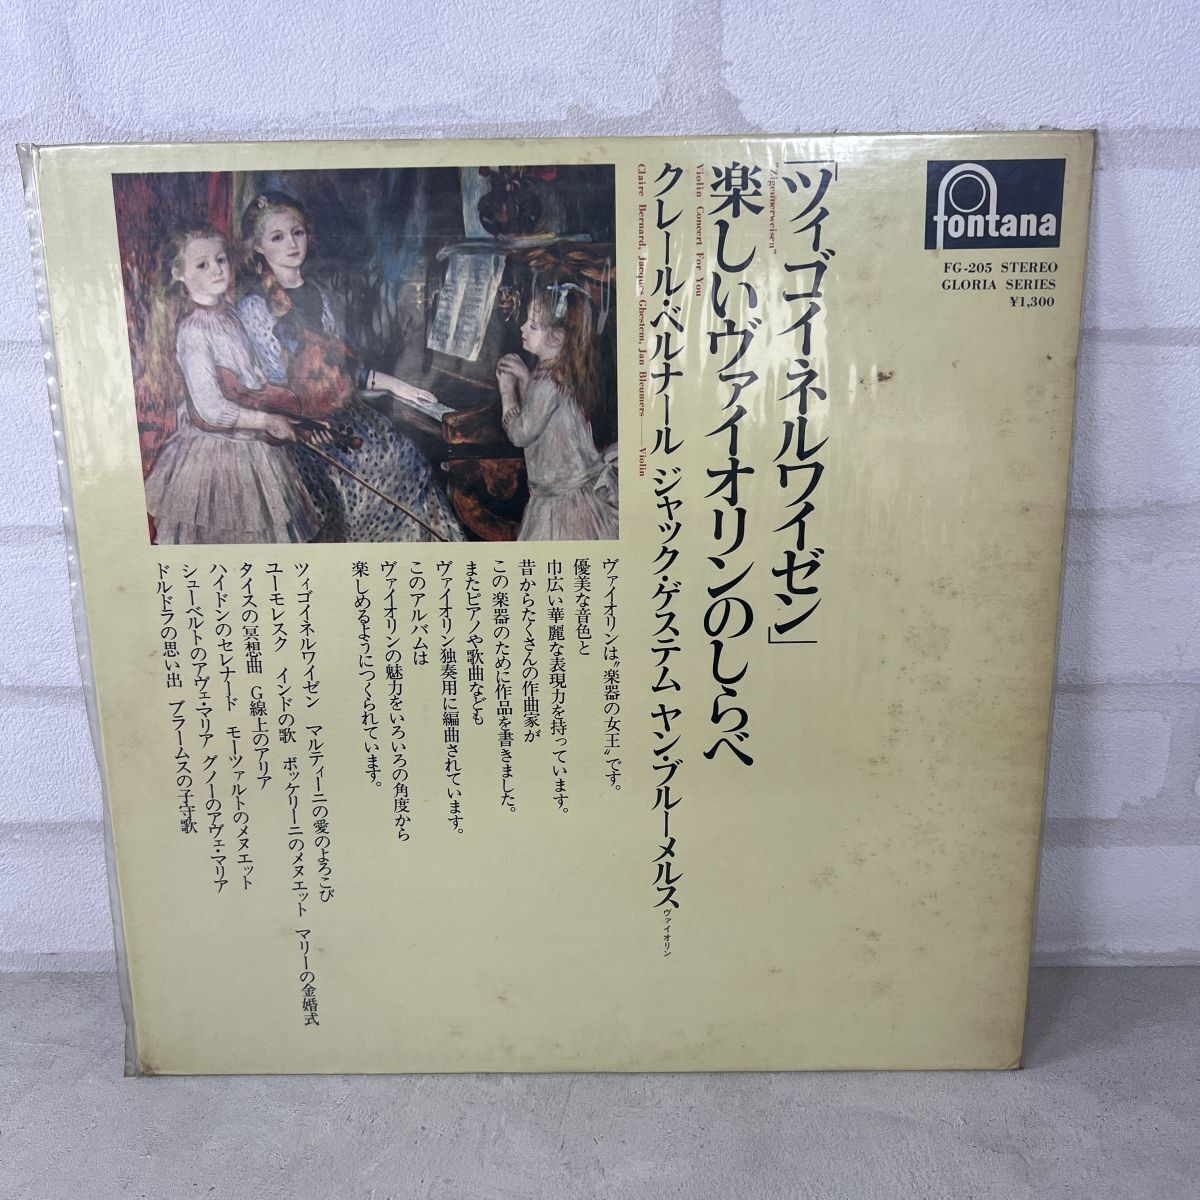 fontana
FG-205 STEREO
GLORIA SERIES
¥1,300
「ツィゴイネルワイゼン」
"Zigeunerweisen"
楽しいヴァイオリンのしらべ
Violin Concert For You
クレール・ベルナール ジャック・ゲステム ヤン・ブルーメルス ヴァイオリン
Claire Bernard, Jacques Ghestem, Jan Bleumers——Violin
ヴァイオリンは〝楽器の女王〟です。
優美な音色と
巾広い華麗な表現力を持っています。
昔からたくさんの作曲家が
この楽器のために作品を書きました。
またピアノや歌曲なども
ヴァイオリン独奏用に編曲されています。
このアルバムは
ヴァイオリンの魅力をいろいろの角度から
楽しめるようにつくられています。
ツィゴイネルワイゼン マルティーニの愛のよろこび
ユーモレスク インドの歌 ボッケリーニのメヌエット マリーの金婚式
タイスの冥想曲 G線上のアリア
ハイドンのセレナード モーツァルトのメヌエット
シューベルトのアヴェ・マリア グノーのアヴェ・マリア
ドルドラの思い出 ブラームスの子守歌